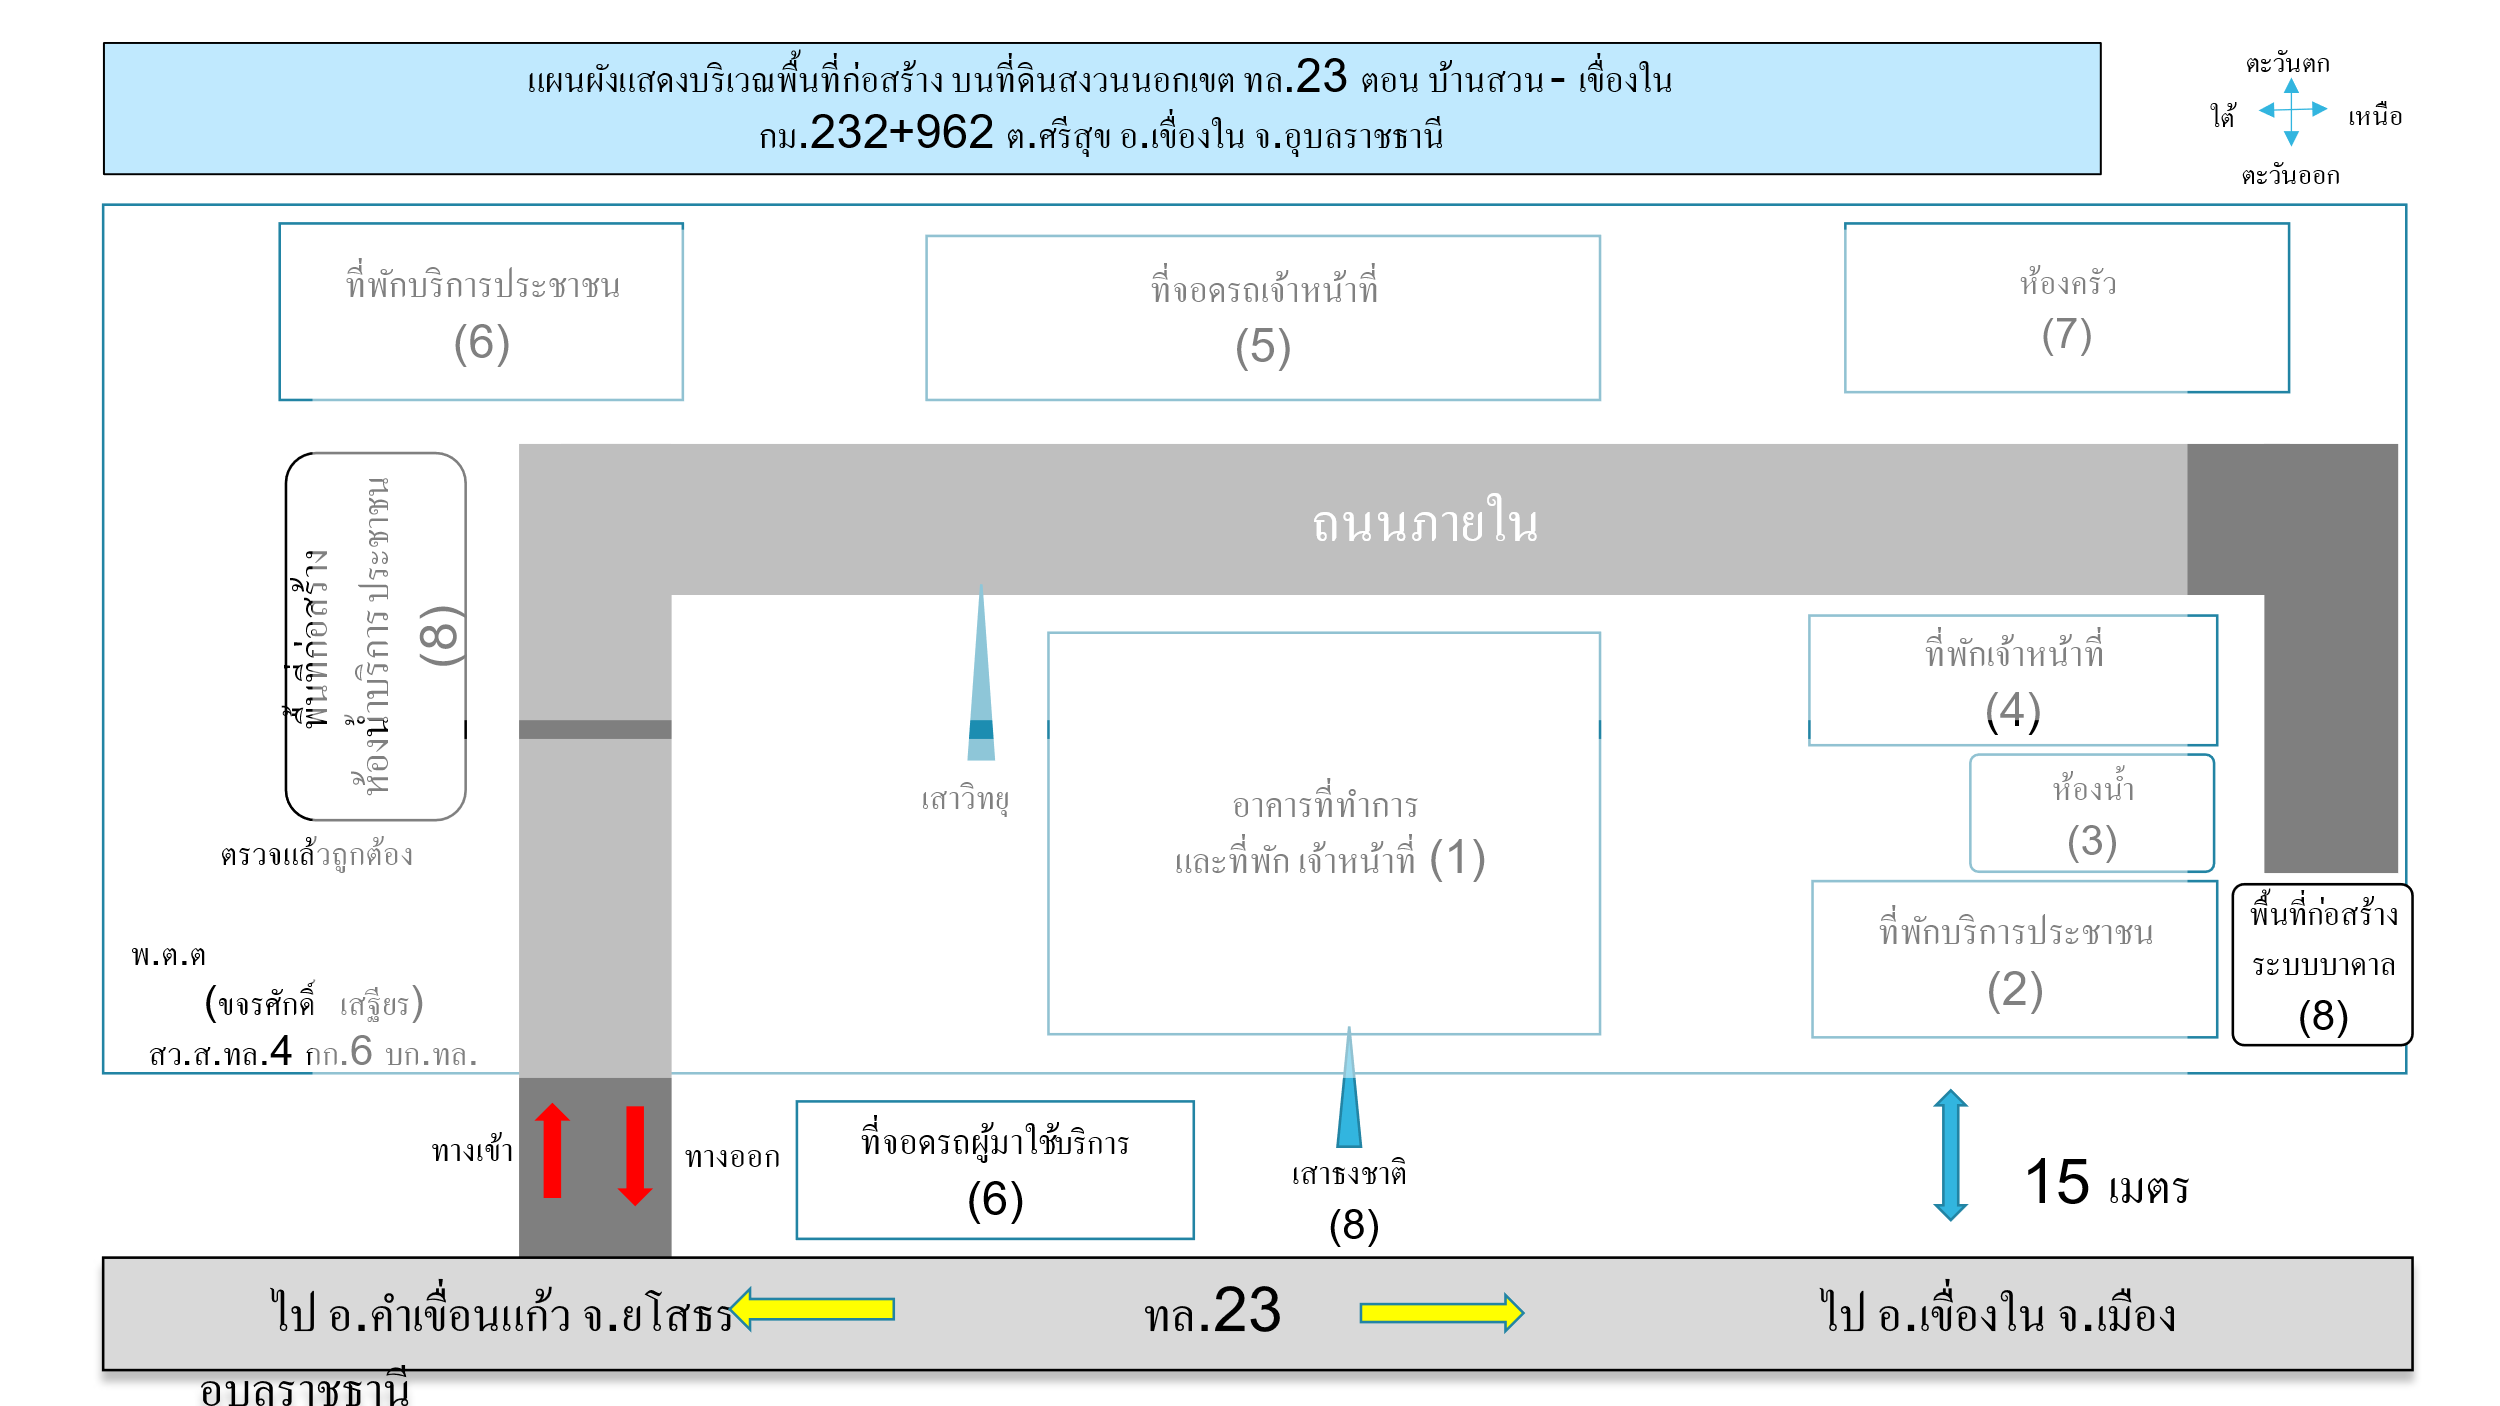 แผนผังแสดงบริเวณพื้นที่ก่อสร้าง บนที่ดินสงวนนอกเขต ทล.23 ตอน บ้านสวน - เขื่องใน
กม.232+962 ต.ศรีสุข อ.เขื่องใน จ.อุบลราชธานี
ตะวันตก
ใต้
เหนือ
ตะวันออก
ที่พักบริการประชาชน
(6)
ที่จอดรถเจ้าหน้าที่
(5)
ห้องครัว
(7)
ถนนภายใน
พื้นที่ก่อสร้าง
ห้องน้ำบริการ ประชาชน
(8)
เสาวิทยุ
อาคารที่ทำการ
และที่พัก เจ้าหน้าที่ (1)
ที่พักเจ้าหน้าที่
(4)
ห้องน้ำ
(3)
ที่พักบริการประชาชน
(2)
พื้นที่ก่อสร้าง
ระบบบาดาล
(8)
ตรวจแล้วถูกต้อง
พ.ต.ต
(ขจรศักดิ์ เสฐียร)
สว.ส.ทล.4 กก.6 บก.ทล.
ทางเข้า
ทางออก
ที่จอดรถผู้มาใช้บริการ
(6)
เสาธงชาติ
(8)
15 เมตร
ไป อ.คำเขื่อนแก้ว จ.ยโสธร
ทล.23
ไป อ.เขื่องใน จ.เมือง
อุบลราชธานี